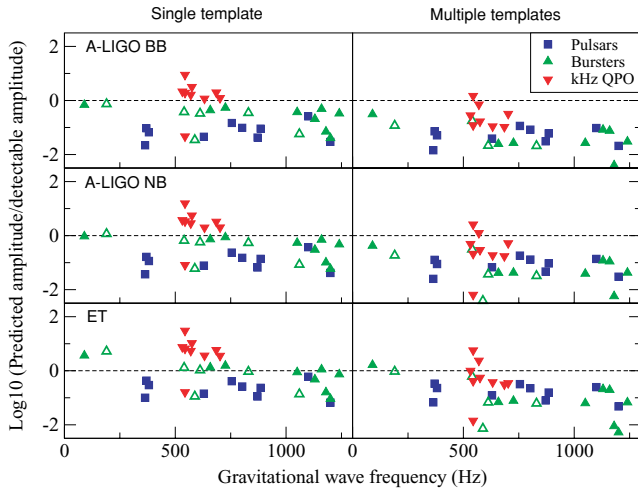 Single template
Multiple templates
Log10 (Predicted amplitude/detectable amplitude)
2
A-LIGO BB
0
-2
Pulsars
Bursters
kHz QPO
2
A-LIGO NB
0
-2
2
ET
0
-2
0
500
1000
0
500
1000
Gravitational wave frequency (Hz)